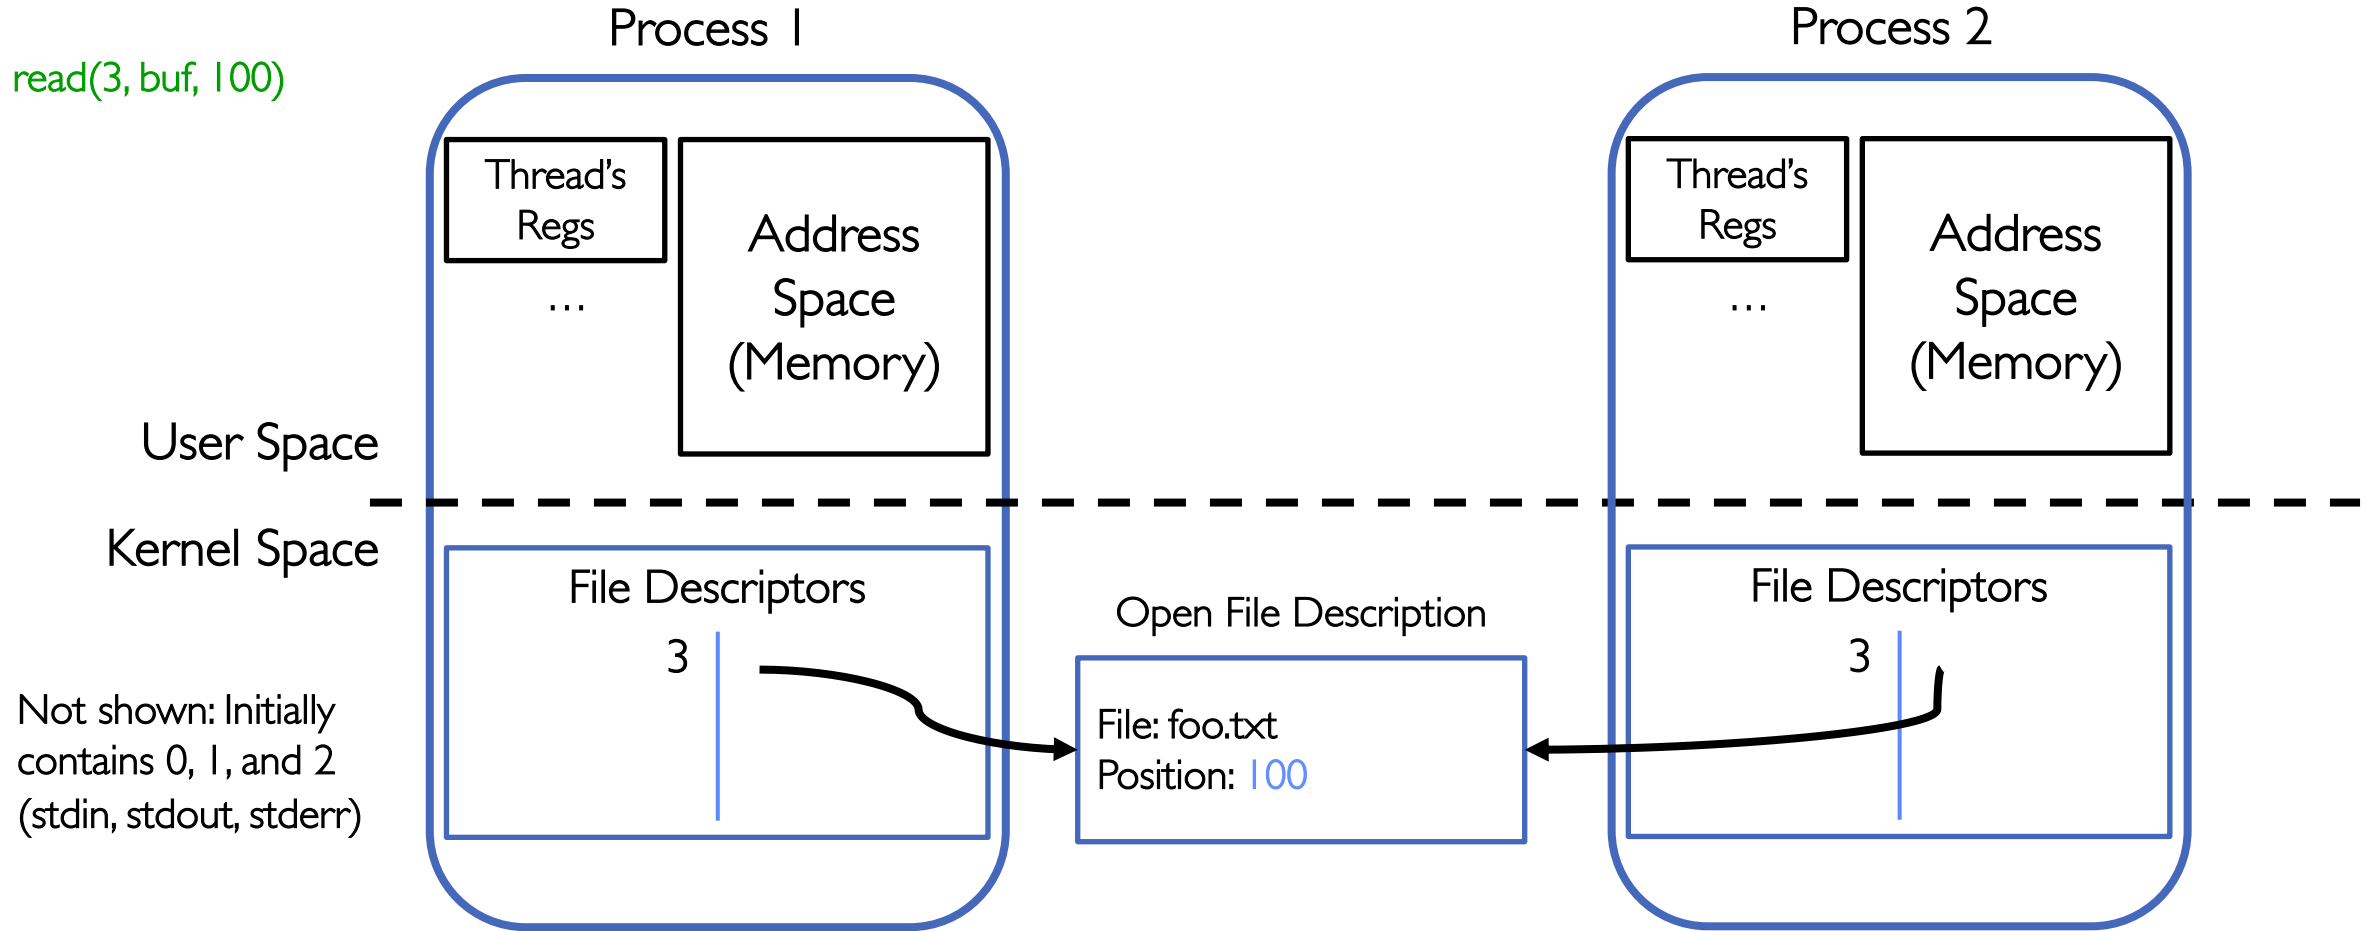 Process 1
Process 2
read(3, buf, 100)
Thread's
Regs
…
Address
Space
(Memory)
Thread's
Regs
…
Address
Space
(Memory)
User Space
Kernel Space
File Descriptors
3
Open File Description
File: foo.txt
Position: 100
File Descriptors
3
Not shown: Initially
contains 0, 1, and 2
(stdin, stdout, stderr)